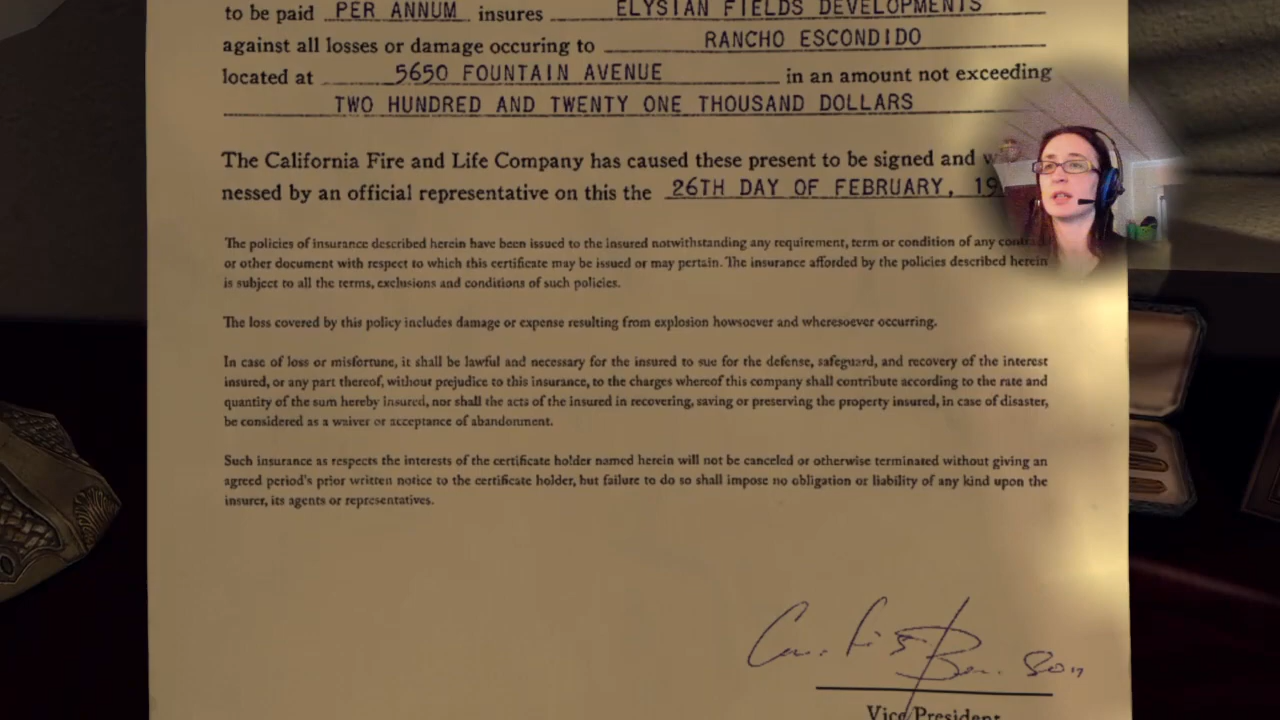 to be paid PER ANNUM insures ELYSIAN FIELDS DEVELOPMENTS
against all losses or damage occuring to RANCHO ESCONDIDO
located at 5650 FOUNTAIN AVENUE in an amount not exceeding
TWO HUNDRED AND TWENTY ONE THOUSAND DOLLARS
The California Fire and Life Company has caused these present to be signed and
nessed by an official representative on this the 26TH DAY OF FEBRUARY, 19
The policies of insurance described herein have been issued to the insured notwithstanding any requirement, term or condition of any contract
or other document with respect to which this certificate may be issued or may pertain. The insurance afforded by the policies described herein
is subject to all the terms, exclusions and conditions of such policies.
The loss covered by this policy includes damage or expense resulting from explosion howsoever and wheresoever occurring.
In case of loss or misfortune, it shall be lawful and necessary for the insured to sue for the defense, safeguard, and recovery of the interest
insured, or any part thereof, without prejudice to this insurance, to the charges whereof this company shall contribute according to the rate and
quantity of the sum hereby insured, nor shall the acts of the insured in recovering, saving or preserving the property insured, in case of disaster,
be considered as a waiver or acceptance of abandonment.
Such insurance as respects the interests of the certificate holder named herein will not be canceled or otherwise terminated without giving an
agreed period's prior written notice to the certificate holder, but failure to do so shall impose no obligation or liability of any kind upon the
insurer, its agents or representatives.
Curtis Benson
Vice President